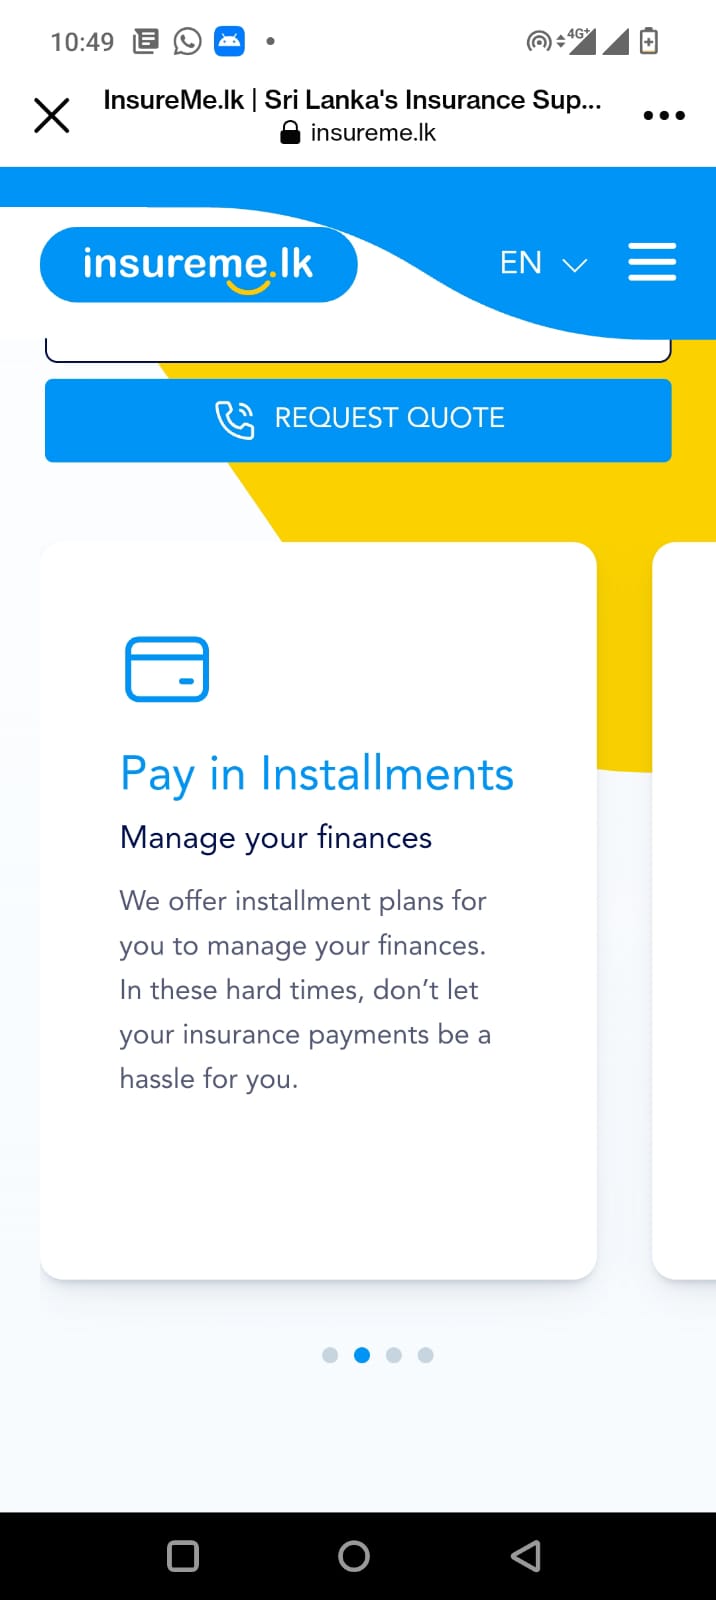 10:49
4G+
InsureMe.lk | Sri Lanka's Insurance Sup...
insureme.lk
insureme.lk
EN
REQUEST QUOTE
Pay in Installments
Manage your finances
We offer installment plans for
you to manage your finances.
In these hard times, don’t let
your insurance payments be a
hassle for you.